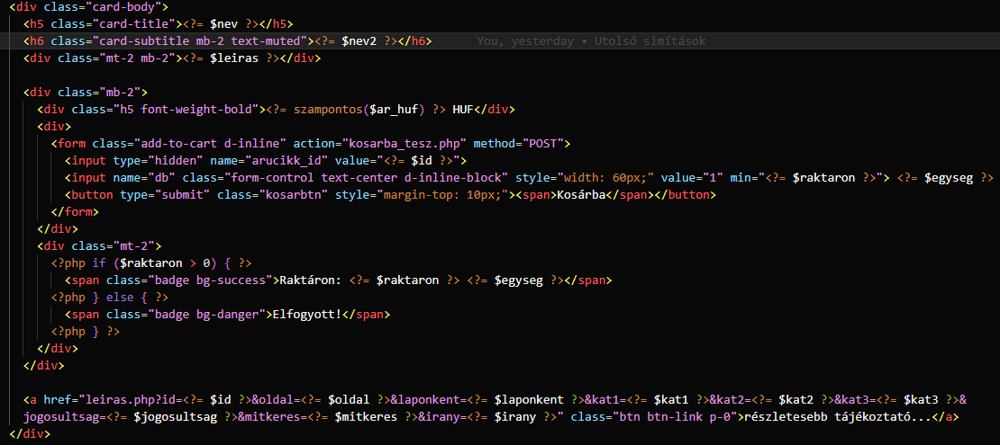 <div class="card-body">
<h5 class="card-title"><?= $nev ?></h5>
<h6 class="card-subtitle mb-2 text-muted"><?= $nev2 ?></h6> You, yesterday • Utolsó simítások
<div class="mt-2 mb-2"><?= $leiras ?></div>
<div class="mb-2">
<div class="h5 font-weight-bold"><?= szampontos($ar_huf) ?> HUF</div>
<div>
<form class="add-to-cart d-inline" action="kosarba_tesz.php" method="POST">
<input type="hidden" name="arucikk_id" value="<?= $id ?>">
<input name="db" class="form-control text-center d-inline-block" style="width: 60px;" value="1" min="<?= $raktaron ?>"> <?= $egyseg ?>
<button type="submit" class="kosarbtn" style="margin-top: 10px;"><span>Kosárba</span></button>
</form>
</div>
<div class="mt-2">
<?php if ($raktaron > 0) { ?>
<span class="badge bg-success">Raktáron: <?= $raktaron ?> <?= $egyseg ?></span>
<?php } else { ?>
<span class="badge bg-danger">Elfogyott!</span>
<?php } ?>
</div>
</div>
<a href="leiras.php?id=<?= $id ?>&oldal=<?= $oldal ?>&laponkent=<?= $laponkent ?>&kat1=<?= $kat1 ?>&kat2=<?= $kat2 ?>&kat3=<?= $kat3 ?>&
jogosultsag=<?= $jogosultsag ?>&mitkeres=<?= $mitkeres ?>&irany=<?= $irany ?>" class="btn btn-link p-0">részletesebb tájékoztató...</a>
</div>